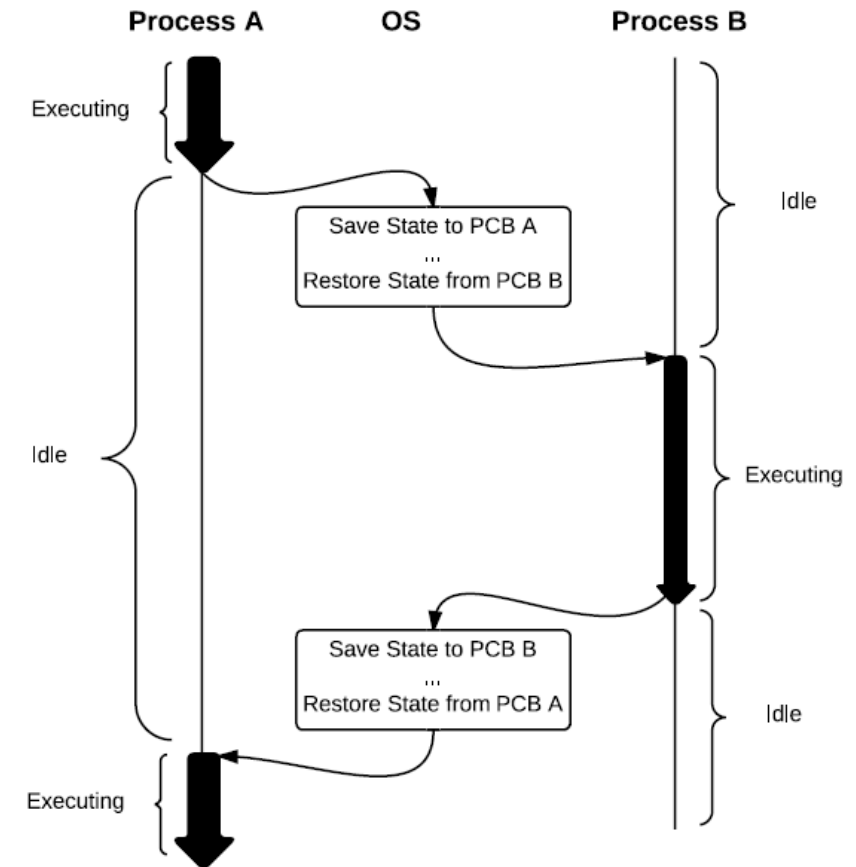 Process A OS Process B
Executing
Idle
Save State to PCB A
...
Restore State from PCB B
Idle
Executing
Save State to PCB B
...
Restore State from PCB A
Idle
Executing